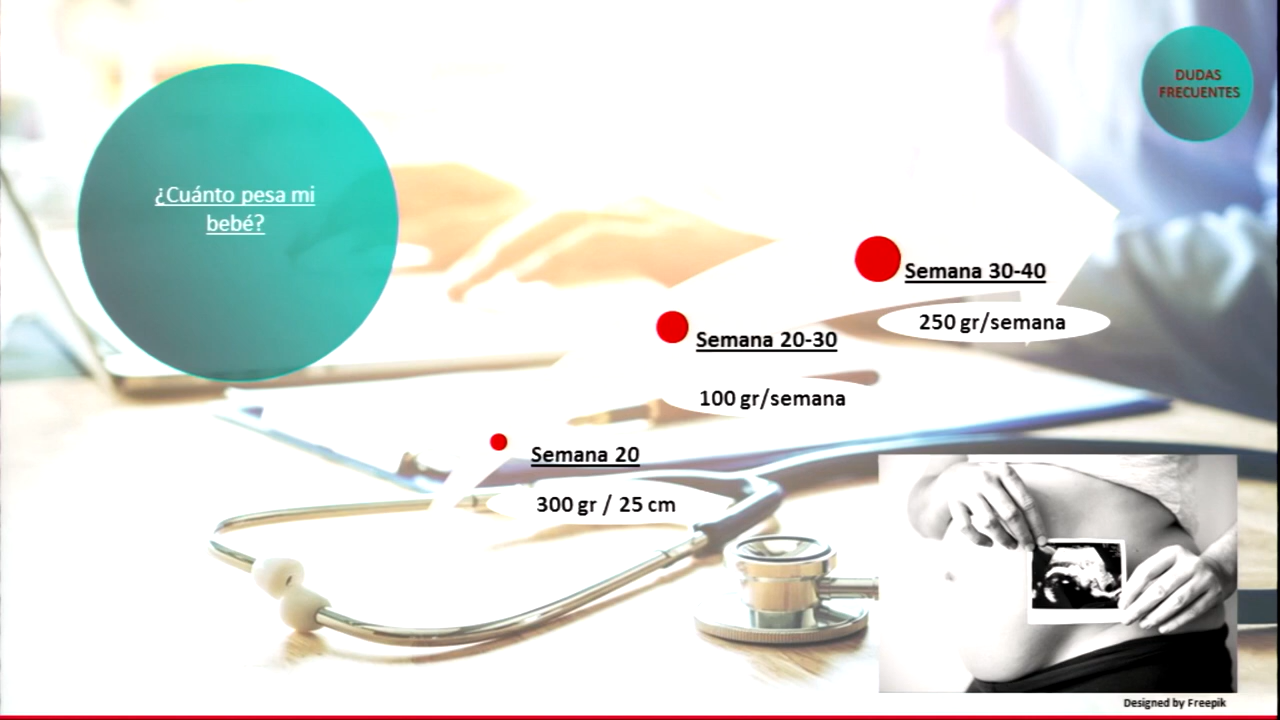 DUDAS
FRECUENTES
¿Cuánto pesa mi
bebé?
Semana 30-40
250 gr/semana
Semana 20-30
100 gr/semana
Semana 20
300 gr / 25 cm
Designed by Freepik